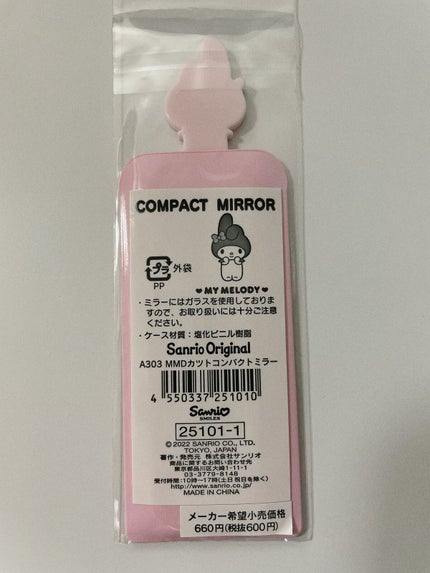 COMPACT MIRROR
プラ 外袋
PP
♥ MY MELODY ♥
・ミラーにはガラスを使用しておりま
すので、お取り扱いには十分ご注意
ください。
・ケース材質：塩化ビニル樹脂
Sanrio Original
A303 MMDカツトコンパクトミラー
4 550337 251010
Sanrio
SMILES
25101-1
©2022 SANRIO CO., LTD.
TOKYO, JAPAN
著作・発売元 株式会社サンリオ
商品に関するお問い合わせ先
東京都品川区大崎1-11-1
03-3779-8148
受付時間：10時～17時(土日祝日を除く)
http://www.sanrio.co.jp/
MADE IN CHINA
メーカー希望小売価格
660円(税抜600円)